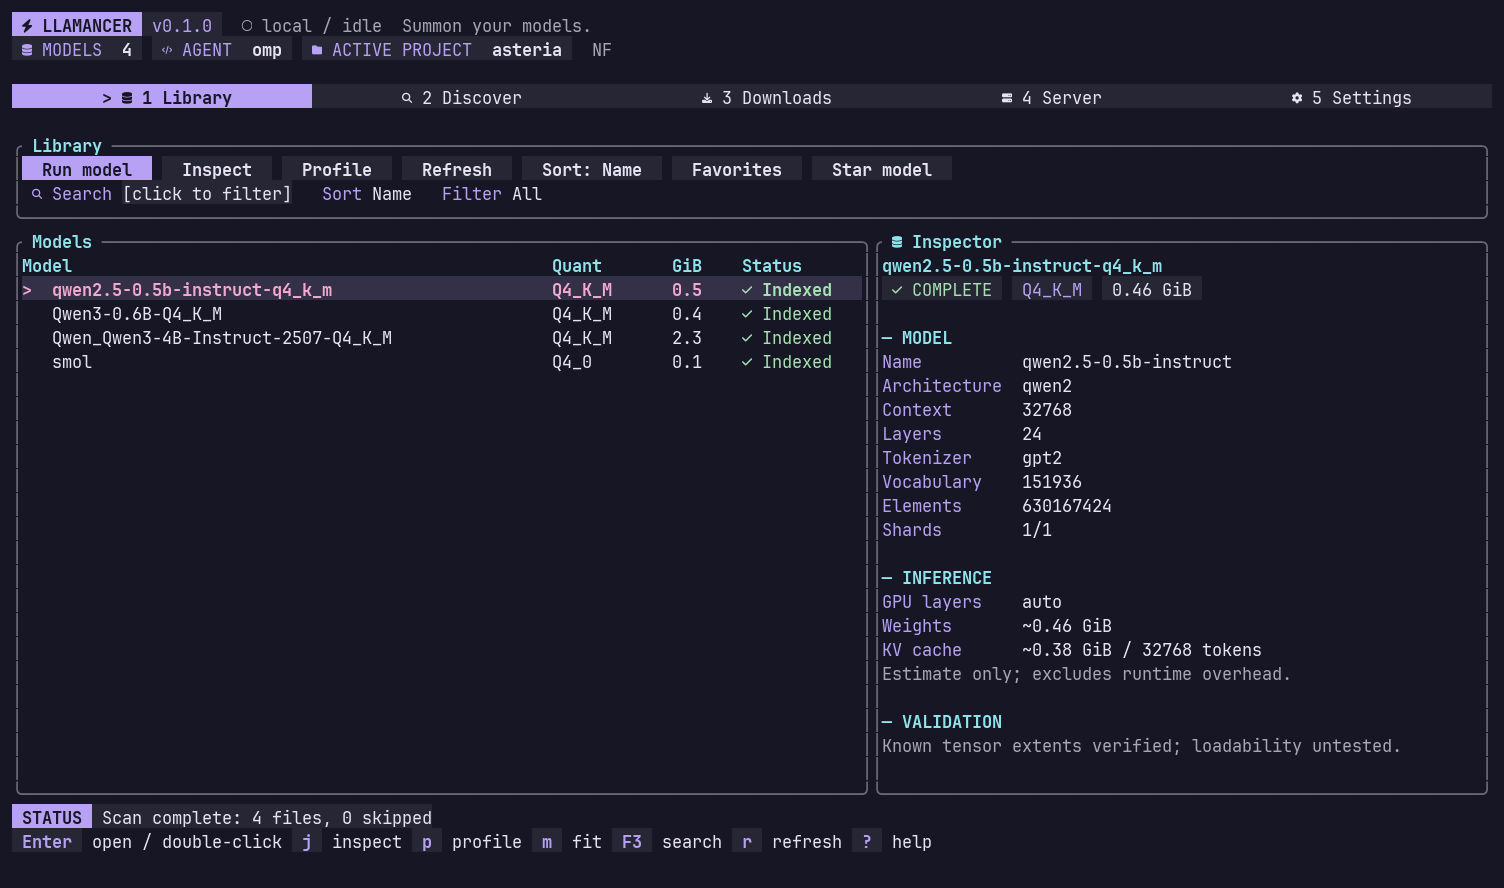 LLAMANCER v0.1.0 local / idle Summon your models.
MODELS 4 AGENT omp ACTIVE PROJECT asteria NF
> 1 Library 2 Discover 3 Downloads 4 Server 5 Settings
Library
Run model Inspect Profile Refresh Sort: Name Favorites Star model
Search [click to filter] Sort Name Filter All
Models
Model Quant GiB Status
> qwen2.5-0.5b-instruct-q4_k_m Q4_K_M 0.5 ✓ Indexed
Qwen3-0.6B-Q4_K_M Q4_K_M 0.4 ✓ Indexed
Qwen_Qwen3-4B-Instruct-2507-Q4_K_M Q4_K_M 2.3 ✓ Indexed
smol Q4_0 0.1 ✓ Indexed
Inspector
qwen2.5-0.5b-instruct-q4_k_m
✓ COMPLETE Q4_K_M 0.46 GiB
— MODEL
Name qwen2.5-0.5b-instruct
Architecture qwen2
Context 32768
Layers 24
Tokenizer gpt2
Vocabulary 151936
Elements 630167424
Shards 1/1
— INFERENCE
GPU layers auto
Weights ~0.46 GiB
KV cache ~0.38 GiB / 32768 tokens
Estimate only; excludes runtime overhead.
— VALIDATION
Known tensor extents verified; loadability untested.
STATUS Scan complete: 4 files, 0 skipped
Enter open / double-click j inspect p profile m fit F3 search r refresh ? help